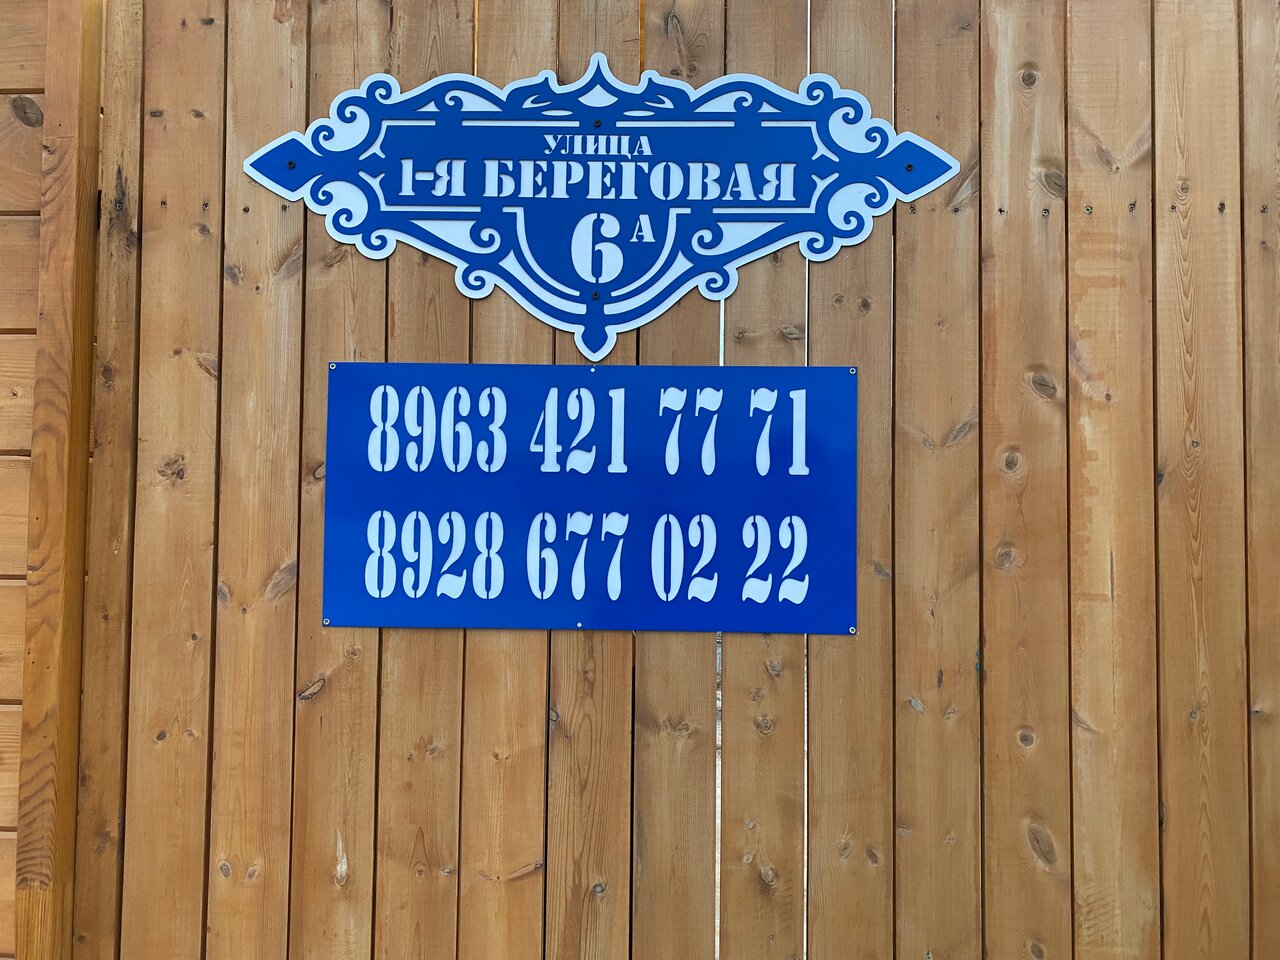 УЛИЦА
1-Я БЕРЕГОВАЯ
6А
8963 421 77 71
8928 677 02 22